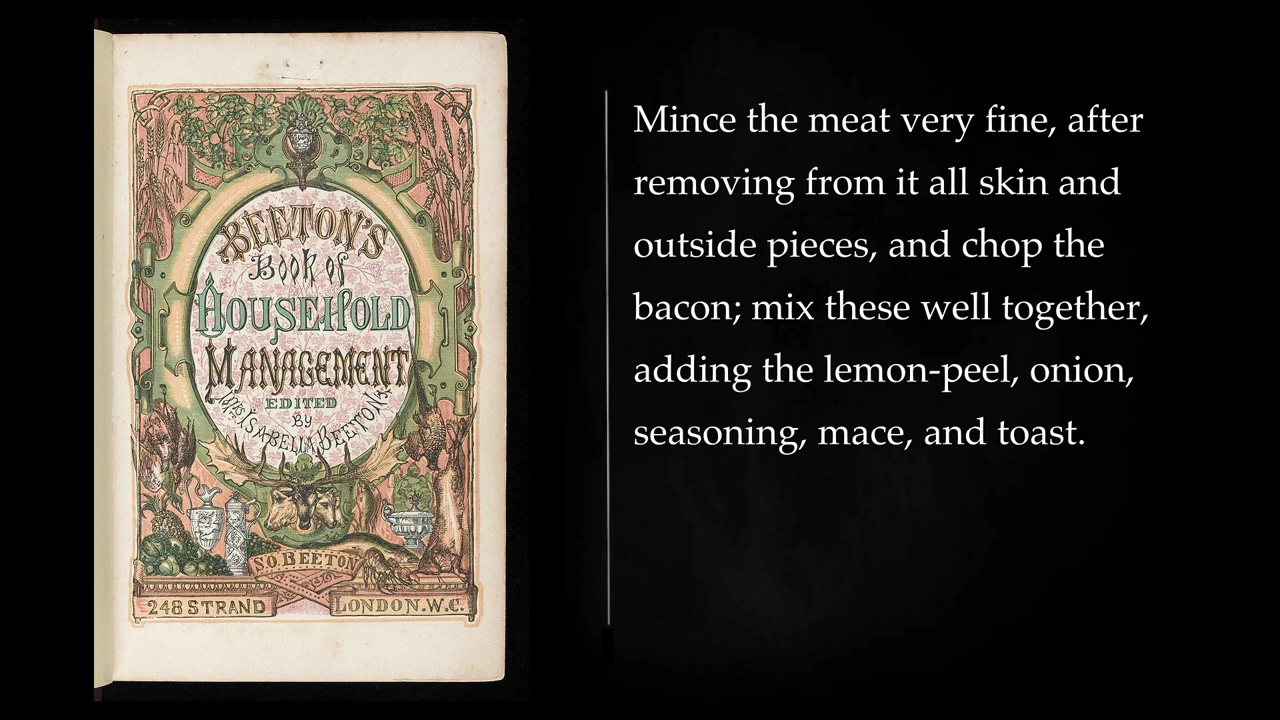 BEETON'S
Book of
HOUSEHOLD
MANAGEMENT
EDITED
By
MRS ISABELLA BEETON
S.O. BEETON
248 STRAND
LONDON. W.C.
Mince the meat very fine, after
removing from it all skin and
outside pieces, and chop the
bacon; mix these well together,
adding the lemon-peel, onion,
seasoning, mace, and toast.